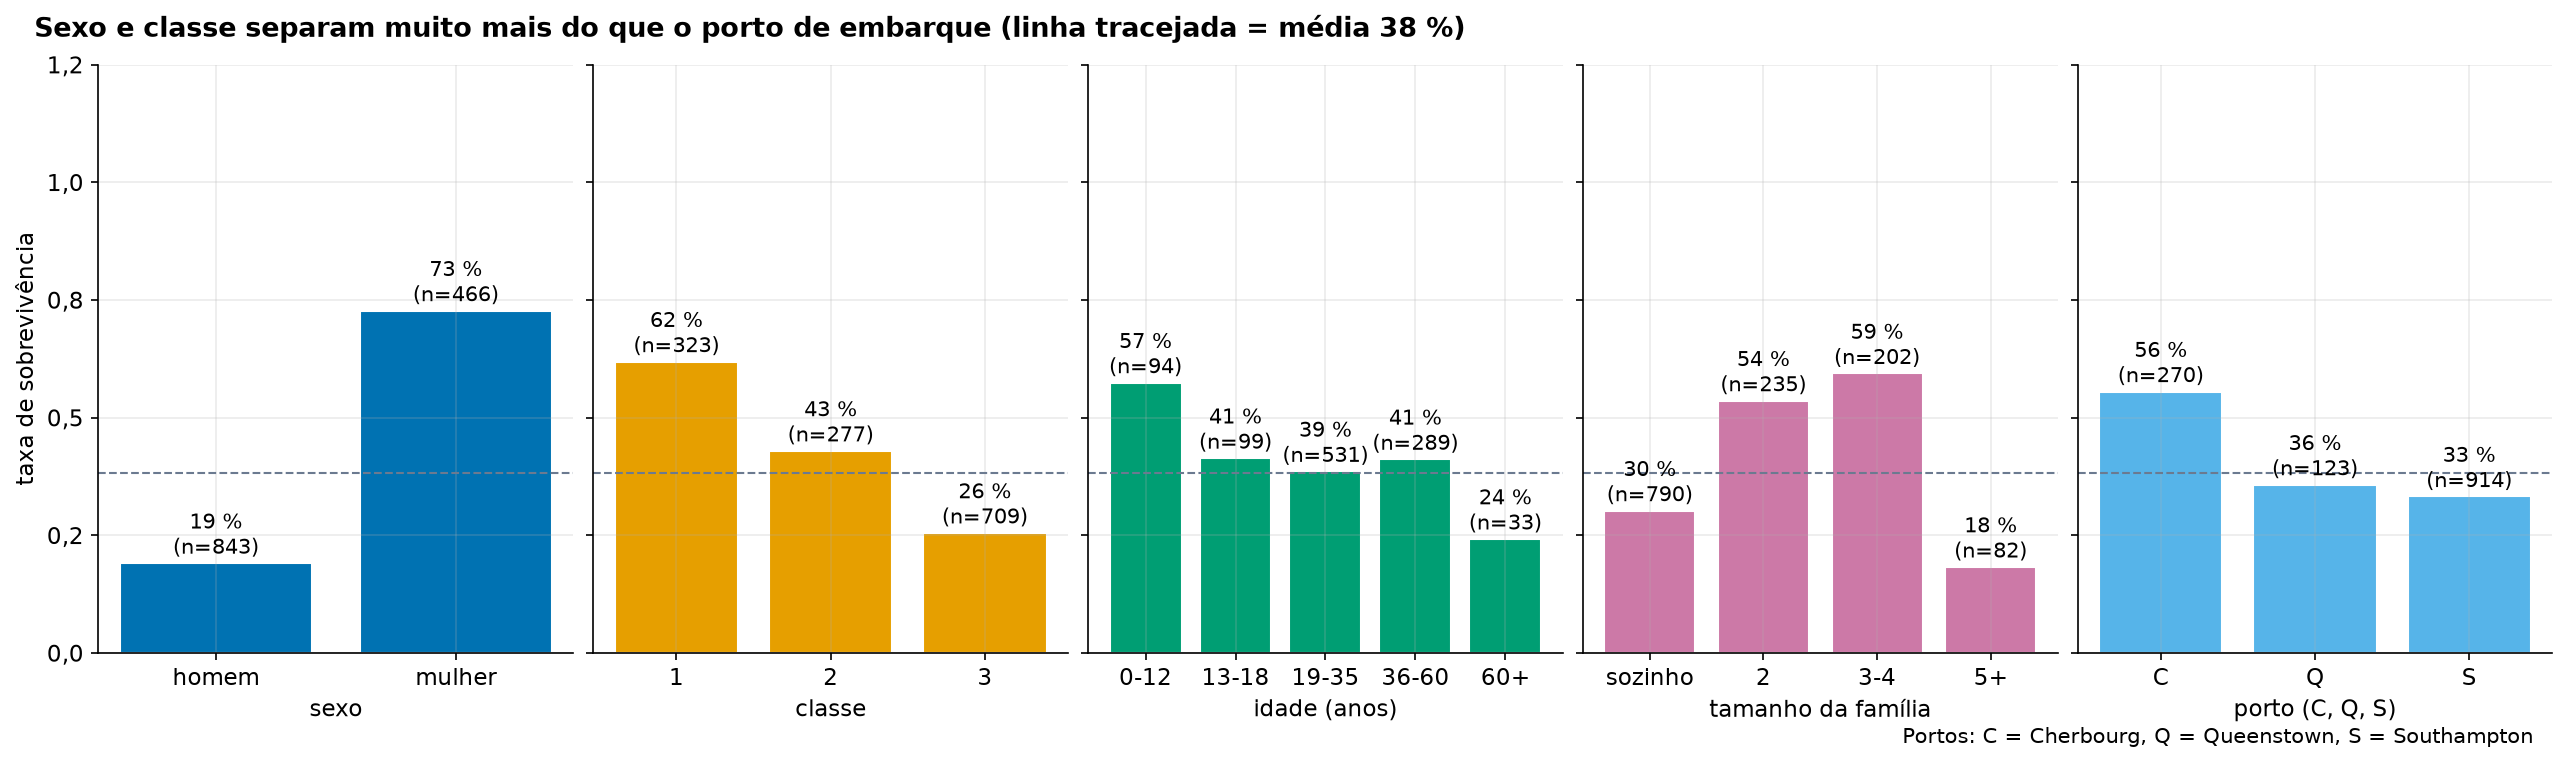 Sexo e classe separam muito mais do que o porto de embarque (linha tracejada = média 38 %)
taxa de sobrevivência
1,2
1,0
0,8
0,5
0,2
0,0
19 %
(n=843)
73 %
(n=466)
homem
mulher
sexo
62 %
(n=323)
43 %
(n=277)
26 %
(n=709)
1
2
3
classe
57 %
(n=94)
41 %
(n=99)
39 %
(n=531)
41 %
(n=289)
24 %
(n=33)
0-12
13-18
19-35
36-60
60+
idade (anos)
30 %
(n=790)
54 %
(n=235)
59 %
(n=202)
18 %
(n=82)
sozinho
2
3-4
5+
tamanho da família
56 %
(n=270)
36 %
(n=123)
33 %
(n=914)
C
Q
S
porto (C, Q, S)
Portos: C = Cherbourg, Q = Queenstown, S = Southampton